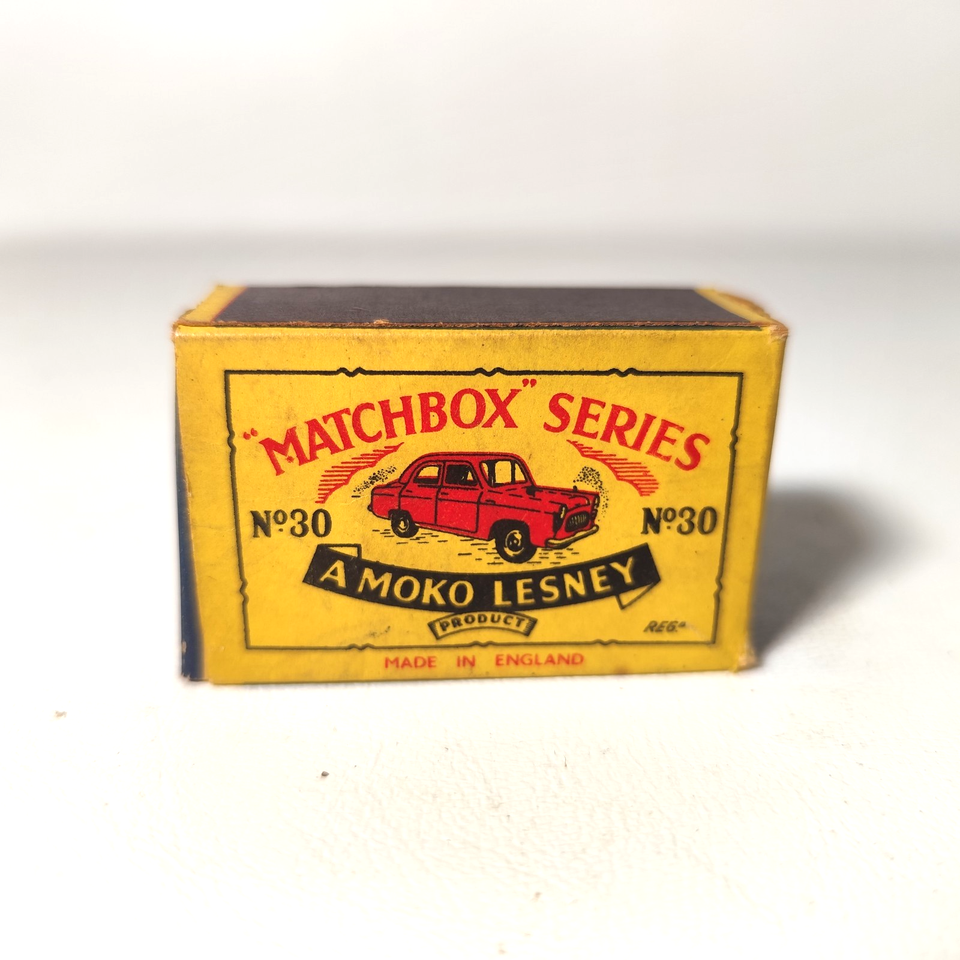 "MATCHBOX" SERIES
Nº30 Nº30
A MOKO LESNEY
PRODUCT
REGᴰ
MADE IN ENGLAND